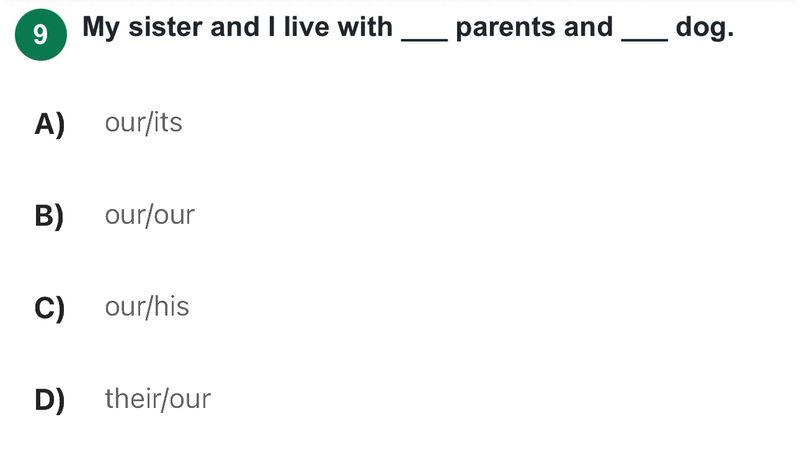 9 My sister and I live with ___ parents and ___ dog.
A) our/its
B) our/our
C) our/his
D) their/our